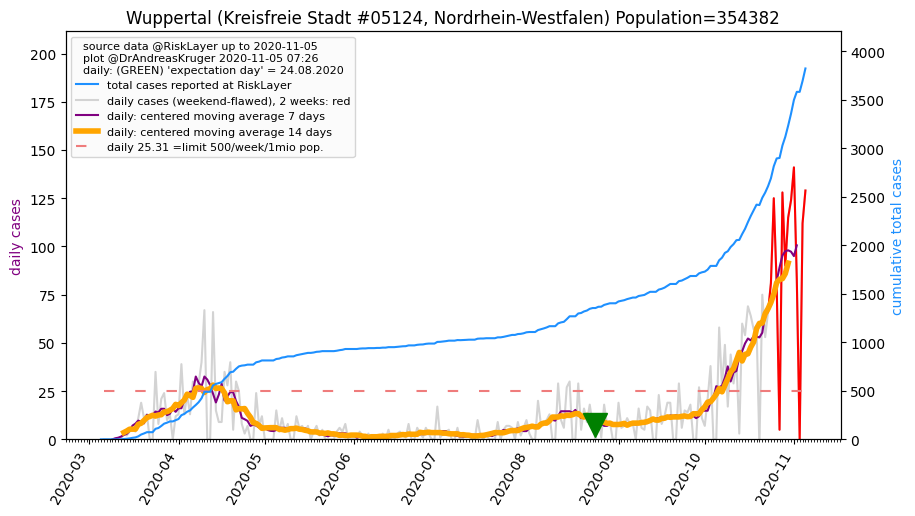 Wuppertal (Kreisfreie Stadt #05124, Nordrhein-Westfalen) Population=354382
source data @RiskLayer up to 2020-11-05
plot @DrAndreasKruger 2020-11-05 07:26
daily: (GREEN) 'expectation day' = 24.08.2020
total cases reported at RiskLayer
daily cases (weekend-flawed), 2 weeks: red
daily: centered moving average 7 days
daily: centered moving average 14 days
daily 25.31 =limit 500/week/1mio pop.
daily cases
200
175
150
125
100
75
50
25
0
cumulative total cases
4000
3500
3000
2500
2000
1500
1000
500
0
2020-03
2020-04
2020-05
2020-06
2020-07
2020-08
2020-09
2020-10
2020-11